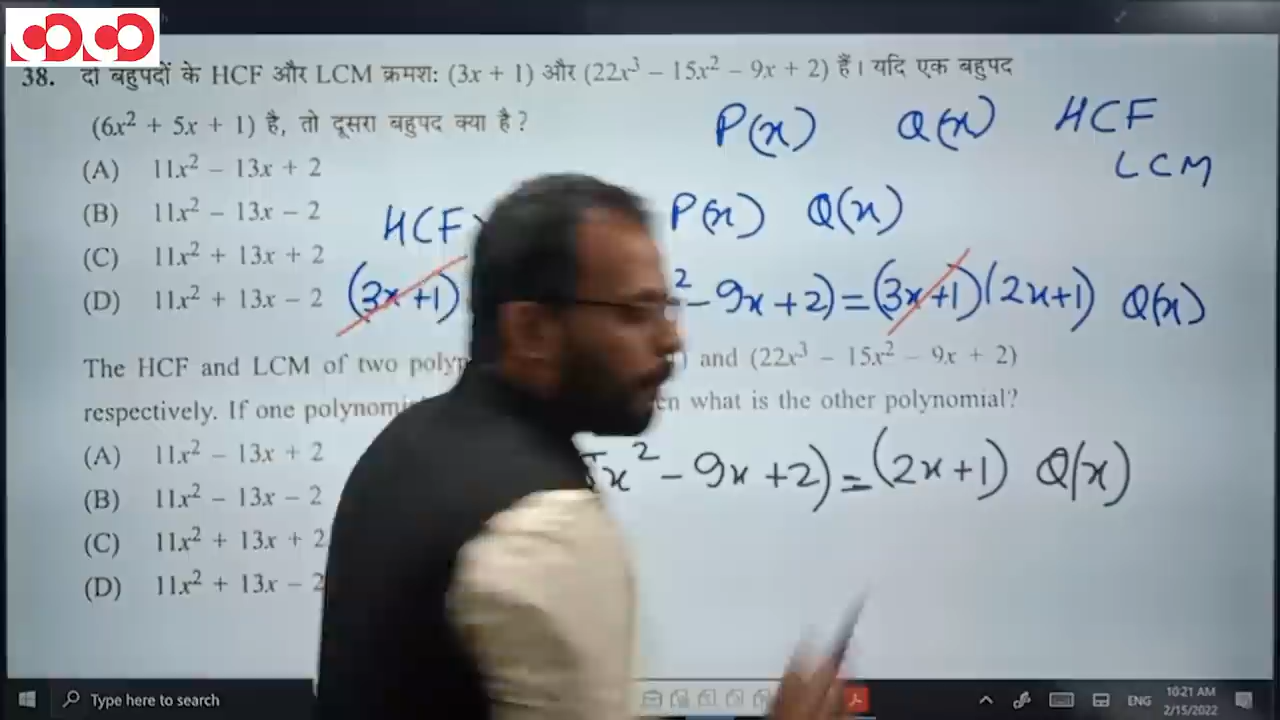 38. दो बहुपदों के HCF और LCM क्रमश: (3x + 1) और (22x³ − 15x² − 9x + 2) हैं। यदि एक बहुपद
(6x² + 5x + 1) है, तो दूसरा बहुपद क्या है ?
P(x) Q(x) HCF
LCM
(A) 11x² − 13x + 2
(B) 11x² − 13x − 2
HCF P(x) Q(x)
(C) 11x² + 13x + 2
(D) 11x² + 13x − 2
(3x+1) ² - 9x + 2) = (3x+1) (2x+1) Q(x)
The HCF and LCM of two ) and (22x³ − 15x² − 9x + 2)
respectively. If one what is the other polynomial?
(A) 11x² − 13x + 2
(B) 11x² − 13x − 2
x² - 9x + 2) = (2x+1) Q(x)
(C) 11x² + 13x + 2
(D) 11x² + 13x − 2
Type here to search
ENG
10:21 AM
2/15/2022